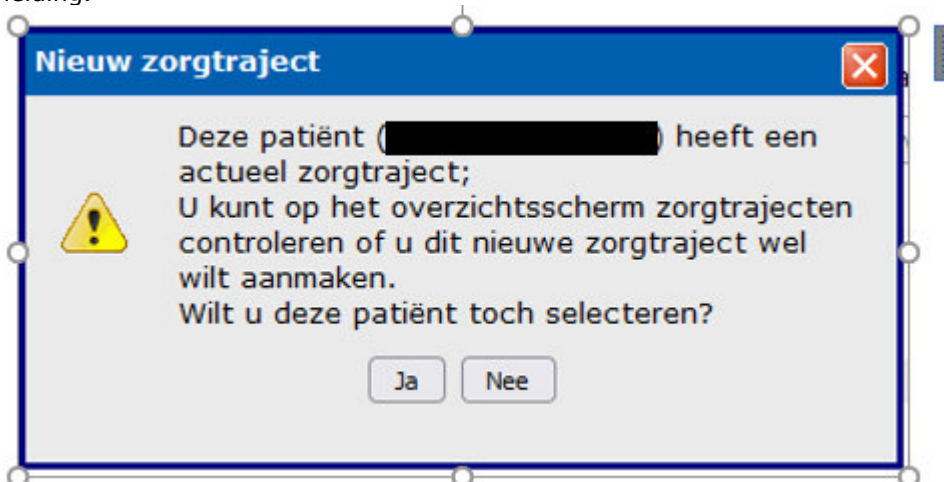 Nieuw zorgtraject
Deze patiënt () heeft een
actueel zorgtraject;
U kunt op het overzichtsscherm zorgtrajecten
controleren of u dit nieuwe zorgtraject wel
wilt aanmaken.
Wilt u deze patiënt toch selecteren?
Ja Nee